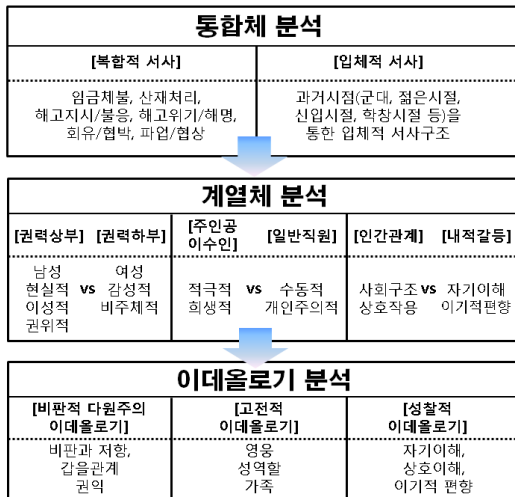 통합체 분석
[복합적 서사]
임금체불, 산재처리,
해고지시/불응, 해고위기/해명,
회유/협박, 파업/협상
[입체적 서사]
과거시점(군대, 젊은시절,
신입시절, 학창시절 등)을
통한 입체적 서사구조
계열체 분석
[권력상부] [권력하부]
남성 여성
현실적 vs 감성적
이성적 비주체적
권위적
[주인공
이수인] [일반직원]
적극적 vs 수동적
희생적 개인주의적
[인간관계] [내적갈등]
사회구조 vs 자기이해
상호작용 이기적편향
이데올로기 분석
[비판적 다원주의
이데올로기]
비판과 저항,
갑을관계
권익
[고전적
이데올로기]
영웅
성역할
가족
[성찰적
이데올로기]
자기이해,
상호이해,
이기적 편향